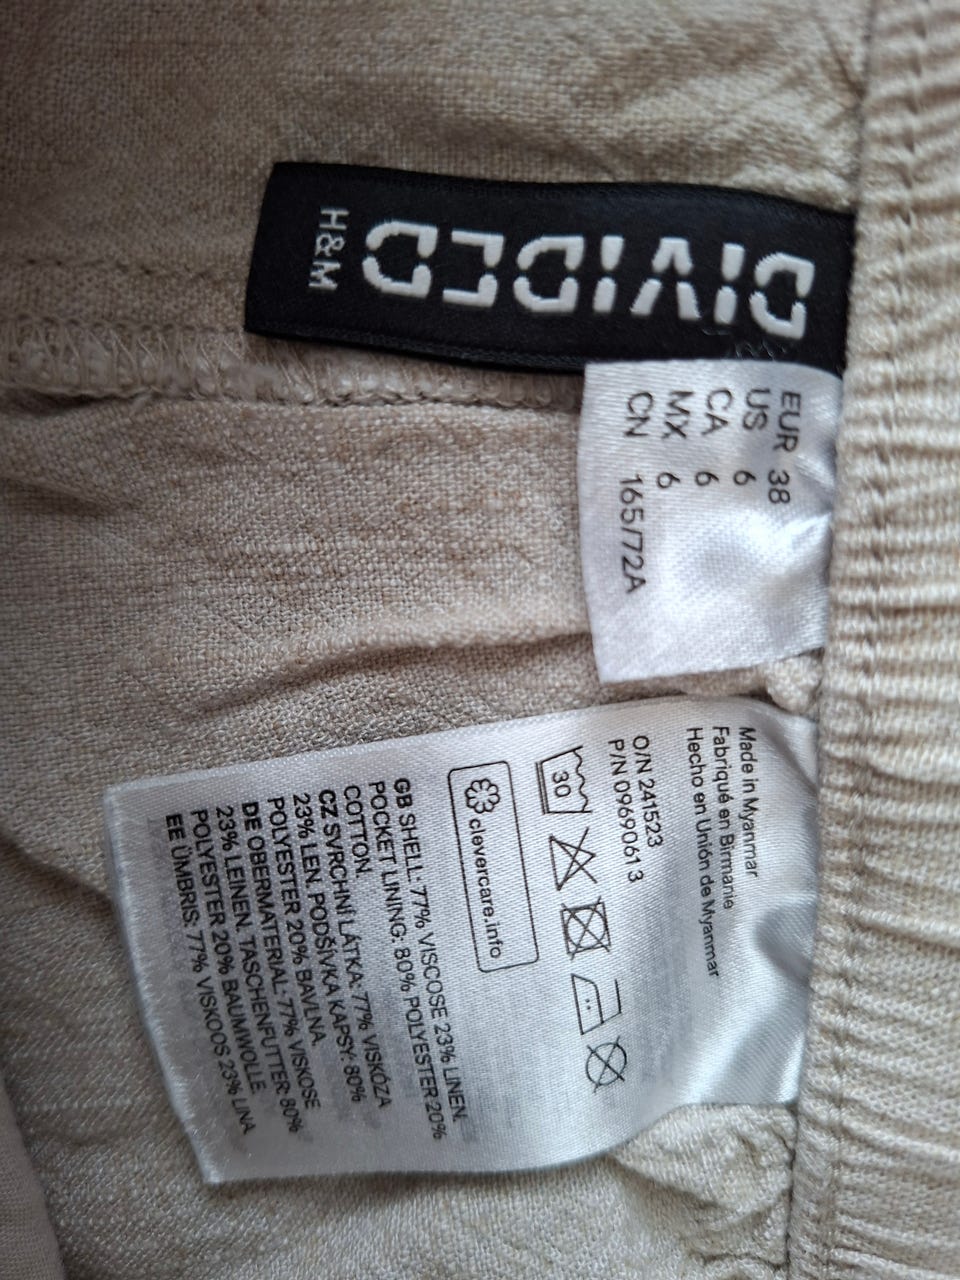 DIVIDED
H&M
EUR 38
US 6
CA 6
MX 6
CN 165/72A
Made in Myanmar
Fabriqué en Birmanie
Hecho en Unión de Myanmar
O/N 241523
P/N 0969613
30
clevercare.info
GB SHELL: 77% VISCOSE 23% LINEN.
POCKET LINING: 80% POLYESTER 20%
COTTON
CZ SVRCHNÍ LÁTKA: 77% VISKÓZA
23% LEN. PODŠÍVKA KAPSY: 80%
POLYESTER 20% BAVLNA
DE OBERMATERIAL: 77% VISKOSE
23% LEINEN. TASCHENFUTTER: 80%
POLYESTER 20% BAUMWOLLE
EE ÜMBRIS: 77% VISKOOS 23% LINA